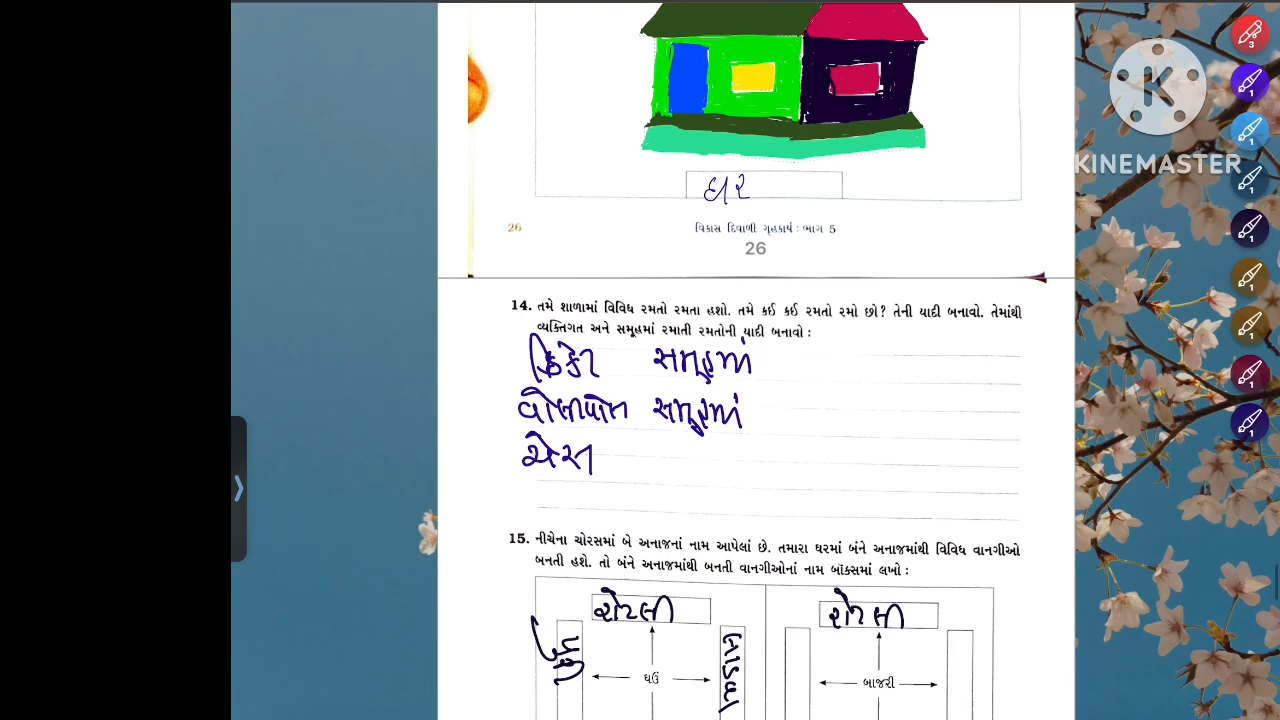 KINEMASTER
ઘર
26
વિકાસ દિવાળી ગૃહકાર્ય : ભાગ 5
26
14. તમે શાળામાં વિવિધ રમતો રમતા હશો. તમે કઈ કઈ રમતો રમો છો? તેની યાદી બનાવો. તેમાંથી
વ્યક્તિગત અને સમૂહમાં રમાતી રમતોની યાદી બનાવો :
સમૂહમાં
સમૂહમાં
ચેસ
15. નીચેના ચોરસમાં બે અનાજનાં નામ આપેલાં છે. તમારા ઘરમાં બંને અનાજમાંથી વિવિધ વાનગીઓ
બનતી હશે. તો બંને અનાજમાંથી બનતી વાનગીઓનાં નામ બૉક્સમાં લખો :
રોટલી રોટલી
ઘઉં બાજરી